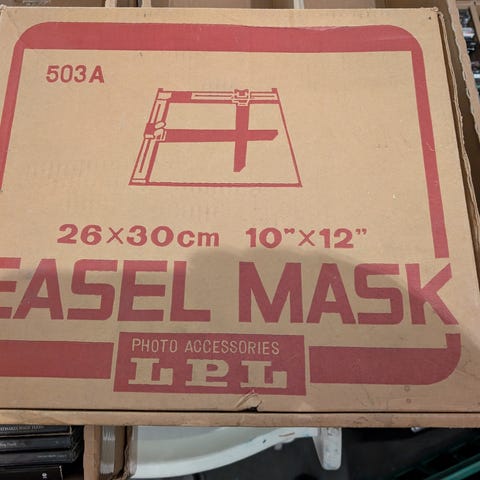 503A
26×30cm 10"×12"
EASEL MASK
PHOTO ACCESSORIES
LPL